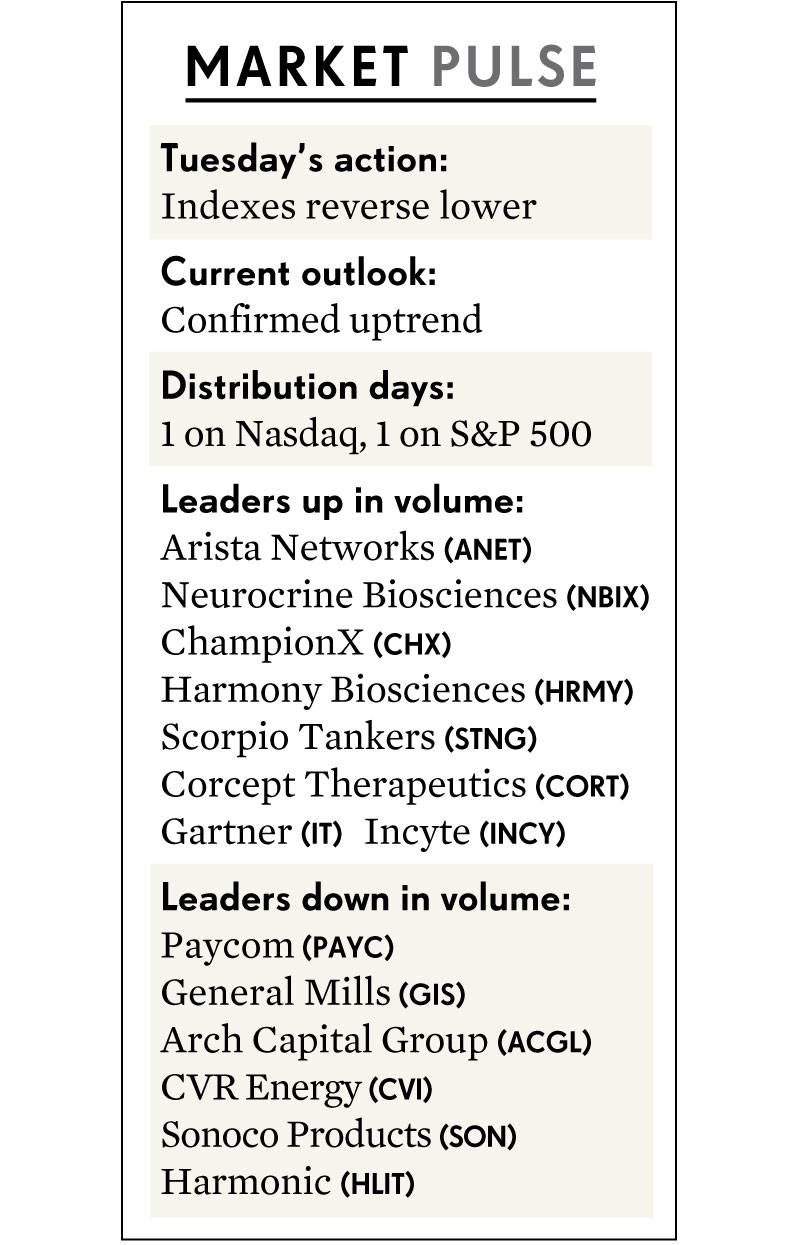 MARKET PULSE
Tuesday’s action:
Indexes reverse lower
Current outlook:
Confirmed uptrend
Distribution days:
1 on Nasdaq, 1 on S&P 500
Leaders up in volume:
Arista Networks (ANET)
Neurocrine Biosciences (NBIX)
ChampionX (CHX)
Harmony Biosciences (HRMY)
Scorpio Tankers (STNG)
Corcept Therapeutics (CORT)
Gartner (IT) Incyte (INCY)
Leaders down in volume:
Paycom (PAYC)
General Mills (GIS)
Arch Capital Group (ACGL)
CVR Energy (CVI)
Sonoco Products (SON)
Harmonic (HLIT)